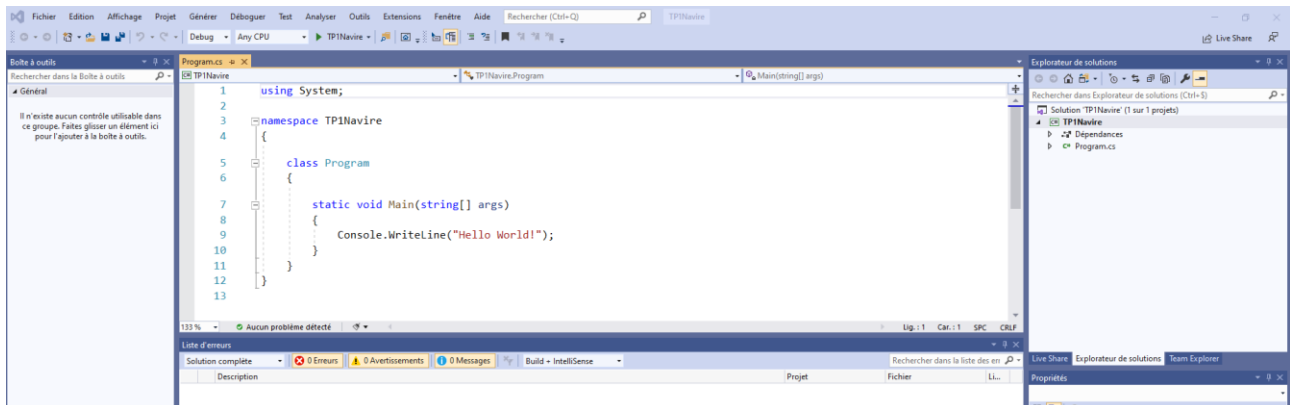 Fichier Edition Affichage Projet Générer Déboguer Test Analyser Outils Extensions Fenêtre Aide Rechercher (Ctrl+Q) TP1Navire
Debug Any CPU TP1Navire Live Share
Boîte à outils
Rechercher dans la Boîte à outils
Général
Il n'existe aucun contrôle utilisable dans
ce groupe. Faites glisser un élément ici
pour l'ajouter à la boîte à outils.
Program.cs
TP1Navire TP1Navire.Program Main(string[] args)
1 using System;
2
3 namespace TP1Navire
4 {
5 class Program
6 {
7 static void Main(string[] args)
8 {
9 Console.WriteLine("Hello World!");
10 }
11 }
12 }
13
133 % Aucun problème détecté Lig. : 1 Car. : 1 SPC CRLF
Liste d'erreurs
Solution complète 0 Erreurs 0 Avertissements 0 Messages Build + IntelliSense Rechercher dans la liste des
Description Projet Fichier Li...
Explorateur de solutions
Rechercher dans Explorateur de solutions (Ctrl+$)
Solution 'TP1Navire' (1 sur 1 projets)
C# TP1Navire
Dépendances
C# Program.cs
Live Share Explorateur de solutions Team Explorer
Propriétés